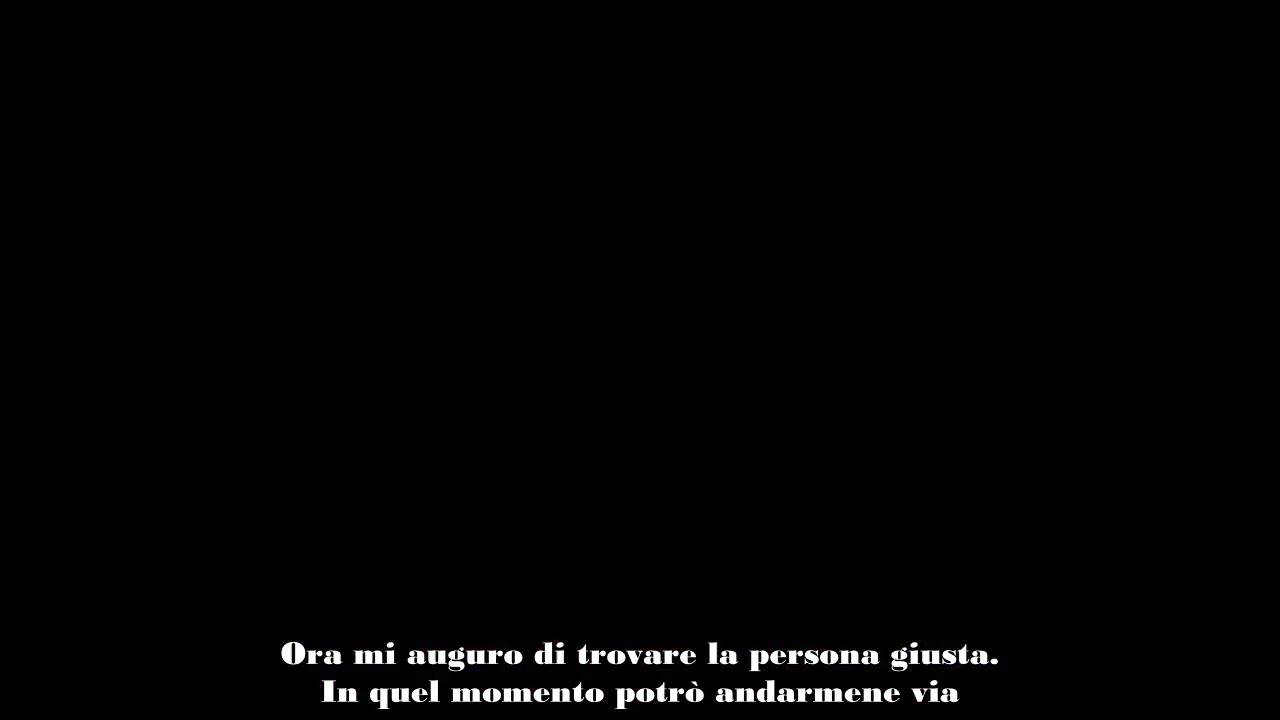 Ora mi auguro di trovare la persona giusta.
In quel momento potrò andarmene via